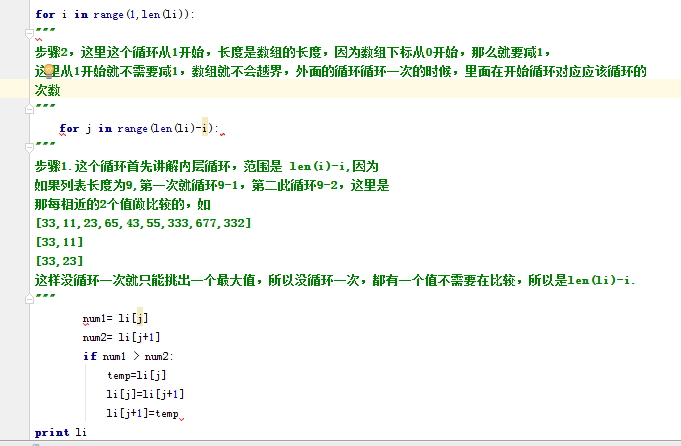 for i in range(1,len(li)):
"""
步骤2，这里这个循环从1开始，长度是数组的长度，因为数组下标从0开始，那么就要减1，
这里从1开始就不需要减1，数组就不会越界，外面的循环循环一次的时候，里面在开始循环对应应该循环的
次数
"""
for j in range(len(li)-i):
"""
步骤1.这个循环首先讲解内层循环，范围是 len(i)-i,因为
如果列表长度为9,第一次就循环9-1，第二此循环9-2，这里是
那每相近的2个值做比较的，如
[33,11,23,65,43,55,333,677,332]
[33,11]
[33,23]
这样没循环一次就只能挑出一个最大值，所以没循环一次，都有一个值不需要在比较，所以是len(li)-i.
"""
num1= li[j]
num2= li[j+1]
if num1 > num2:
temp=li[j]
li[j]=li[j+1]
li[j+1]=temp
print li